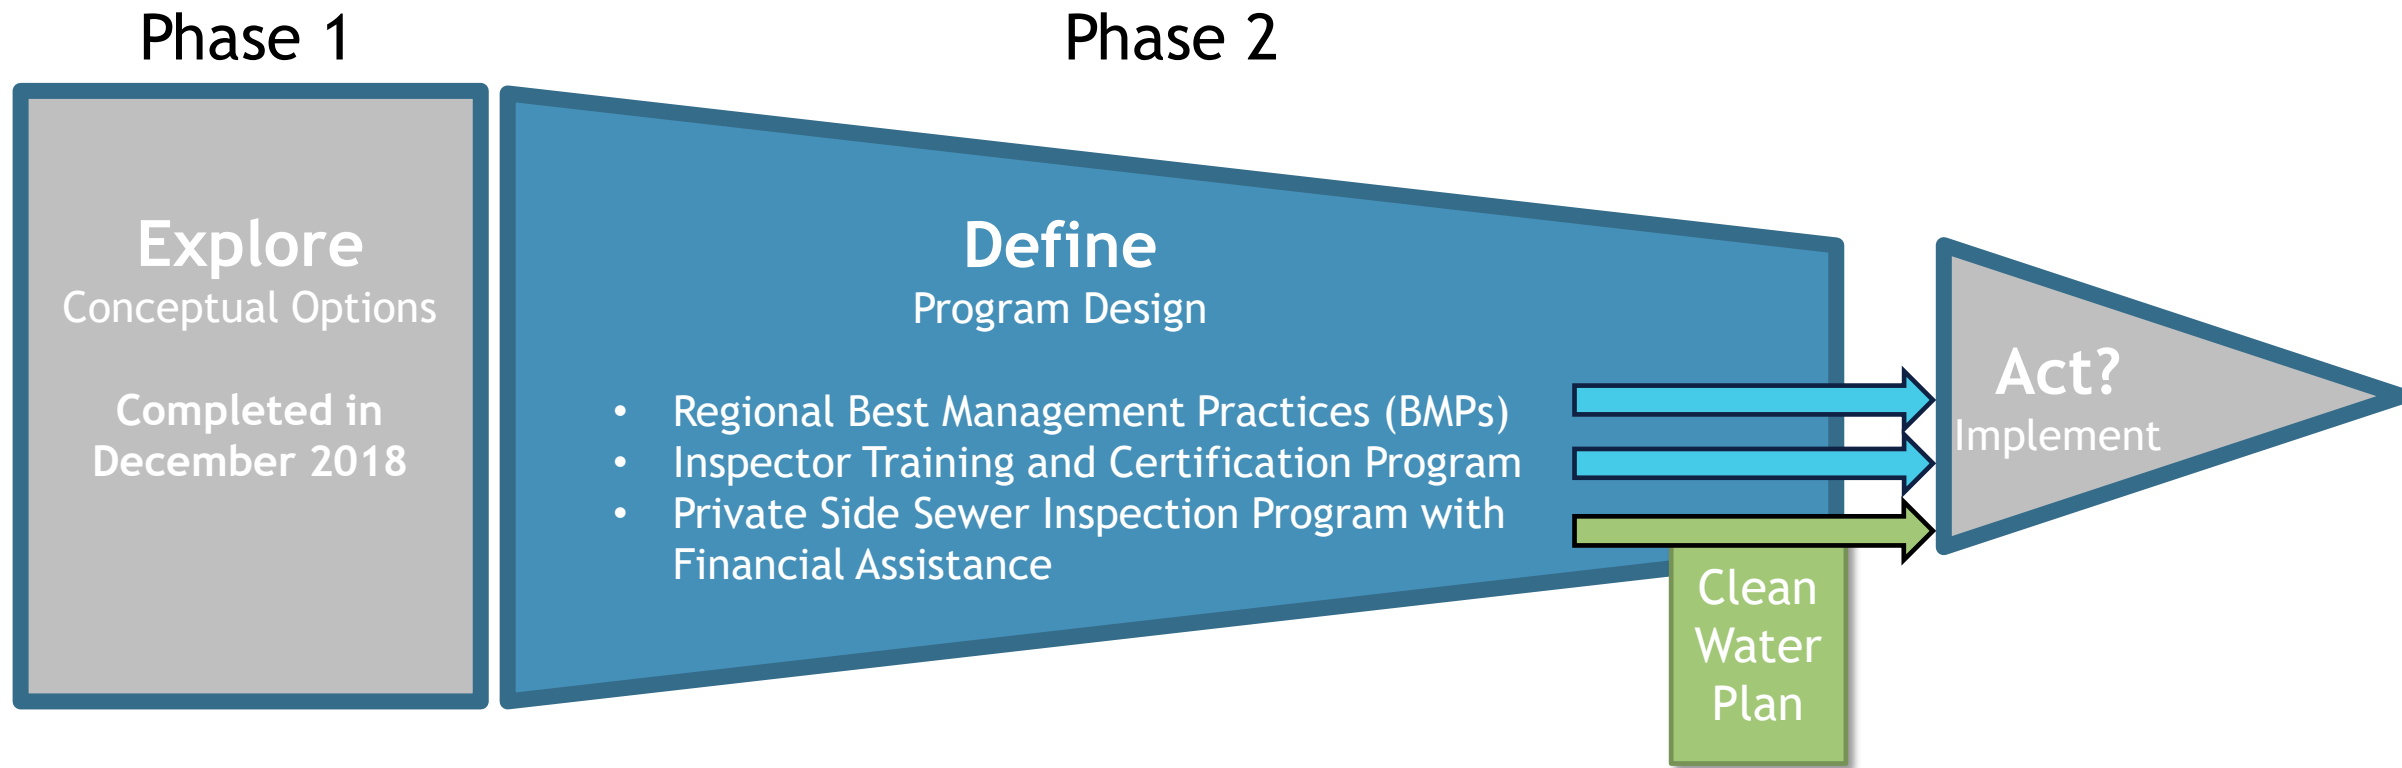 Phase 1
Phase 2
Explore
Conceptual Options
Completed in
December 2018
Define
Program Design
• Regional Best Management Practices (BMPs)
• Inspector Training and Certification Program
• Private Side Sewer Inspection Program with
Financial Assistance
Clean
Water
Plan
Act?
Implement